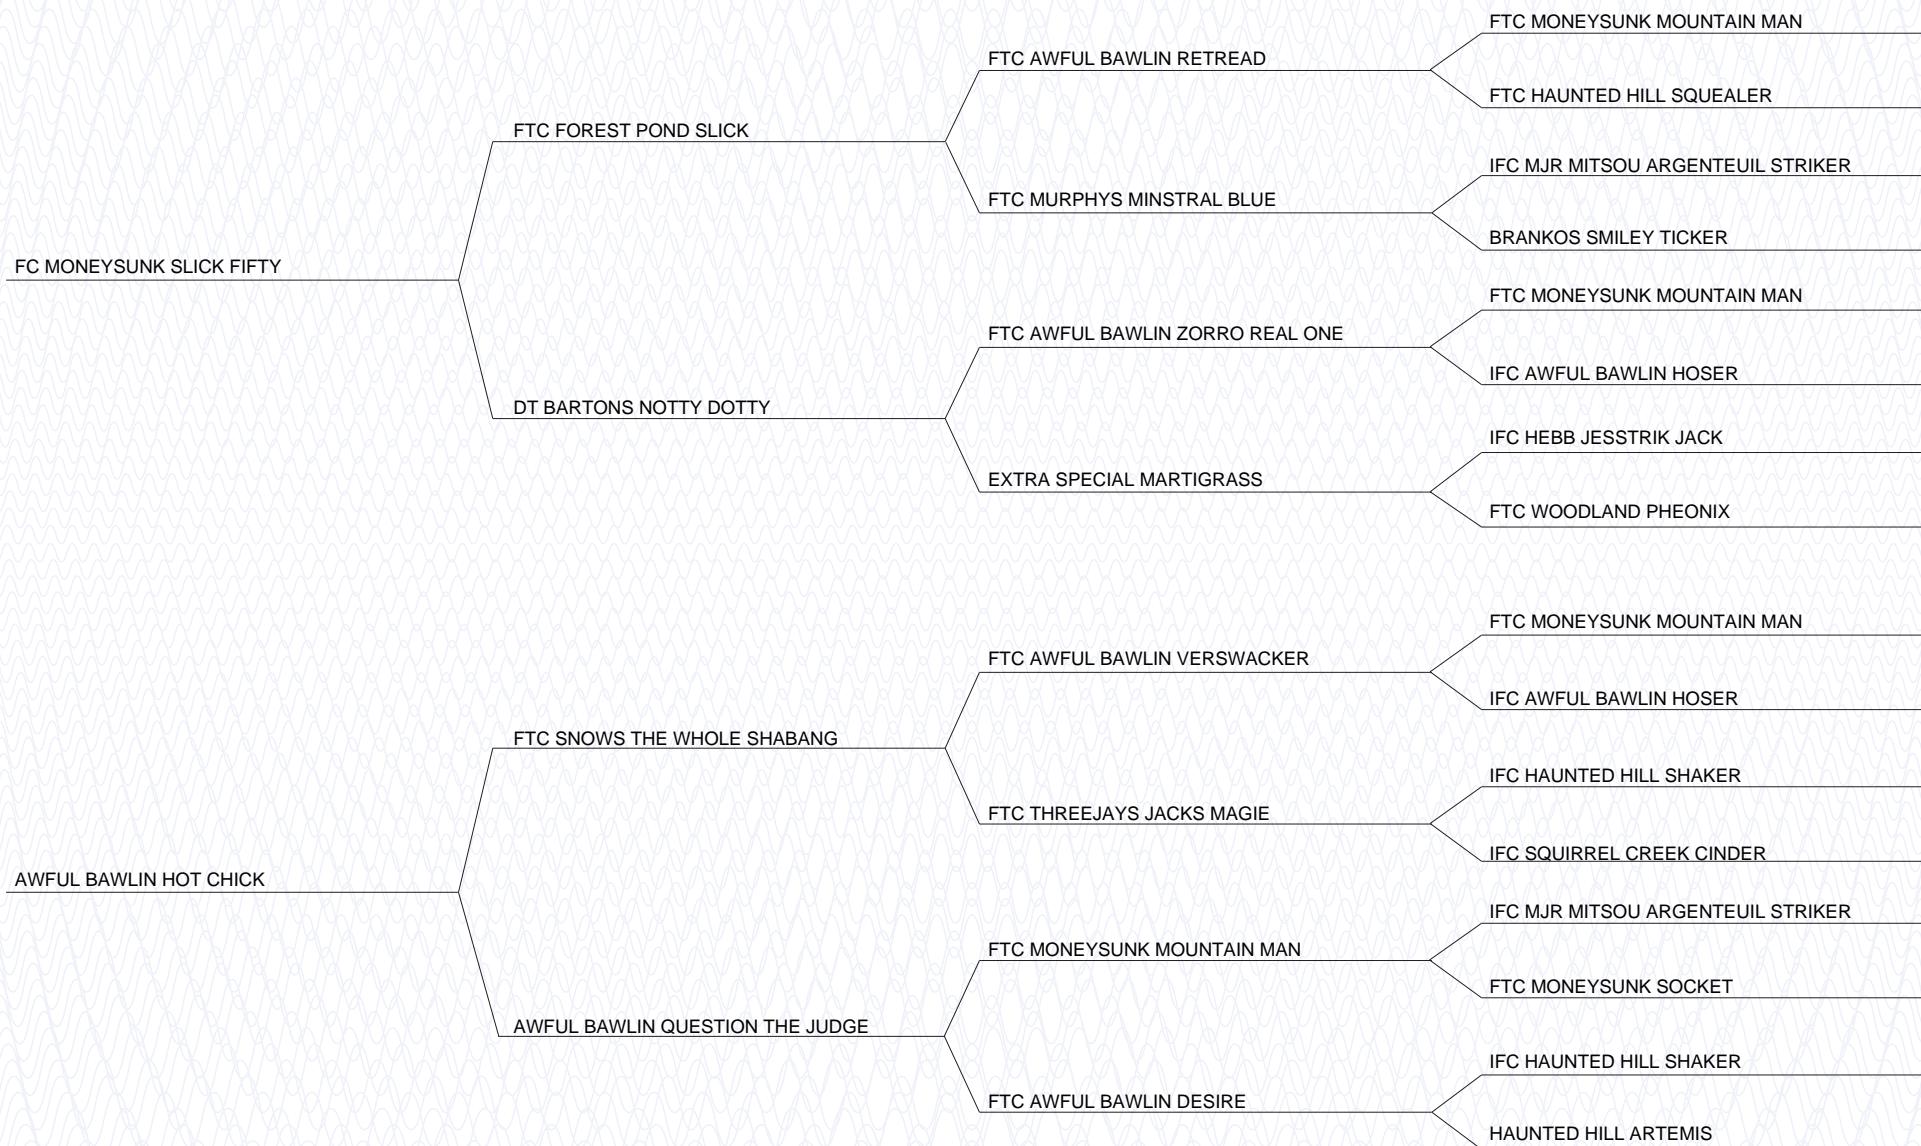 FTC MONEYSUNK MOUNTAIN MAN
FTC AWFUL BAWLIN RETREAD
FTC HAUNTED HILL SQUEALER
FTC FOREST POND SLICK
IFC MJR MITSOU ARGENTEUIL STRIKER
FTC MURPHYS MINSTRAL BLUE
BRANKOS SMILEY TICKER
FC MONEYSUNK SLICK FIFTY
FTC MONEYSUNK MOUNTAIN MAN
FTC AWFUL BAWLIN ZORRO REAL ONE
IFC AWFUL BAWLIN HOSER
DT BARTONS NOTTY DOTTY
IFC HEBB JESSTRIK JACK
EXTRA SPECIAL MARTIGRASS
FTC WOODLAND PHEONIX
FTC MONEYSUNK MOUNTAIN MAN
FTC AWFUL BAWLIN VERSWACKER
IFC AWFUL BAWLIN HOSER
FTC SNOWS THE WHOLE SHABANG
IFC HAUNTED HILL SHAKER
FTC THREEJAYS JACKS MAGIE
IFC SQUIRREL CREEK CINDER
AWFUL BAWLIN HOT CHICK
IFC MJR MITSOU ARGENTEUIL STRIKER
FTC MONEYSUNK MOUNTAIN MAN
FTC MONEYSUNK SOCKET
AWFUL BAWLIN QUESTION THE JUDGE
IFC HAUNTED HILL SHAKER
FTC AWFUL BAWLIN DESIRE
HAUNTED HILL ARTEMIS